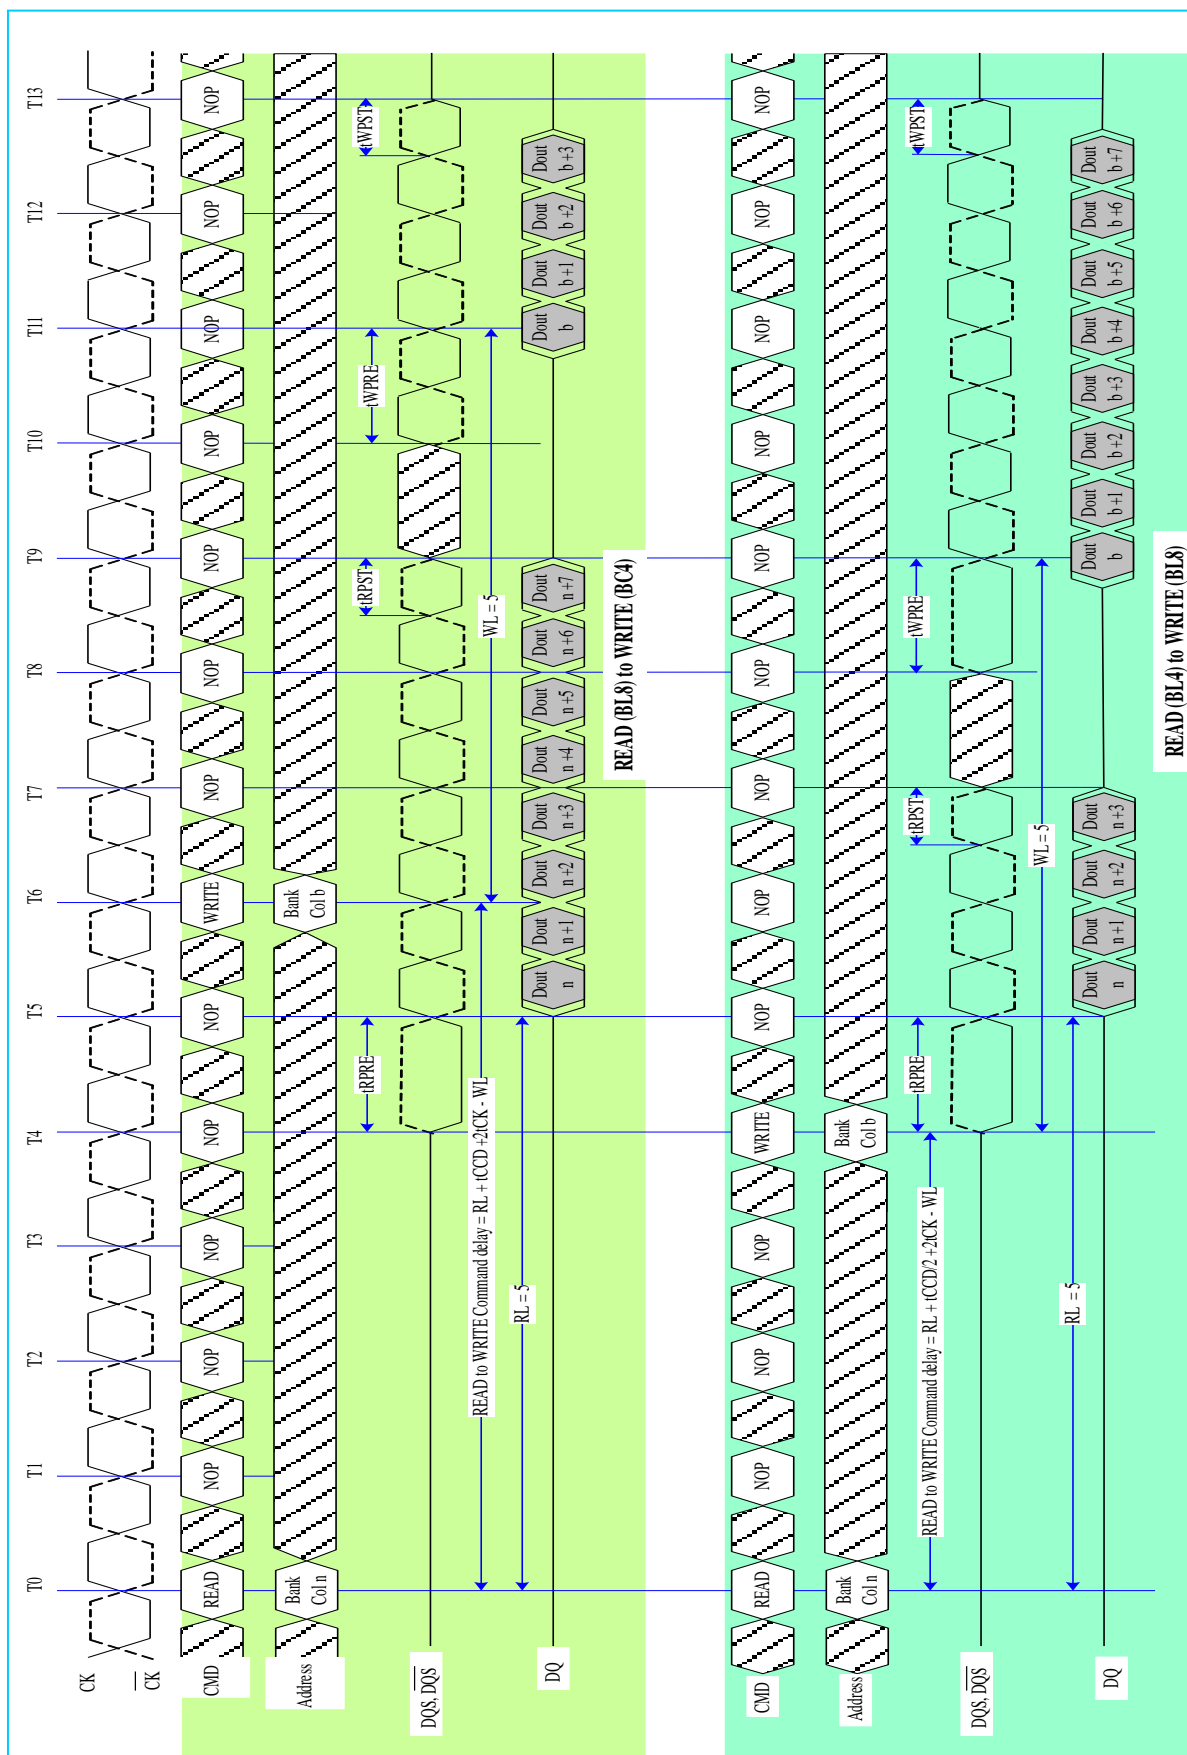 T0 T1 T2 T3 T4 T5 T6 T7 T8 T9 T10 T11 T12 T13
CK
CK
CMD READ NOP NOP NOP NOP NOP WRITE NOP NOP NOP NOP NOP NOP NOP
Address Bank Col n Bank Col b
tRPRE tRPST tWPRE tWPST
DQS, DQS
READ to WRITE Command delay = RL + tCCD +2tCK - WL WL = 5
RL = 5
DQ Dout n Dout n+1 Dout n+2 Dout n+3 Dout n+4 Dout n+5 Dout n+6 Dout n+7 Dout b Dout b+1 Dout b+2 Dout b+3
READ (BL8) to WRITE (BC4)
CMD READ NOP NOP NOP WRITE NOP NOP NOP NOP NOP NOP NOP NOP NOP
Address Bank Col n Bank Col b
READ to WRITE Command delay = RL + tCCD/2 +2tCK - WL tRPRE tRPST tWPRE tWPST
DQS, DQS
WL = 5
RL = 5
DQ Dout n Dout n+1 Dout n+2 Dout n+3 Dout b Dout b+1 Dout b+2 Dout b+3 Dout b+4 Dout b+5 Dout b+6 Dout b+7
READ (BL4) to WRITE (BL8)